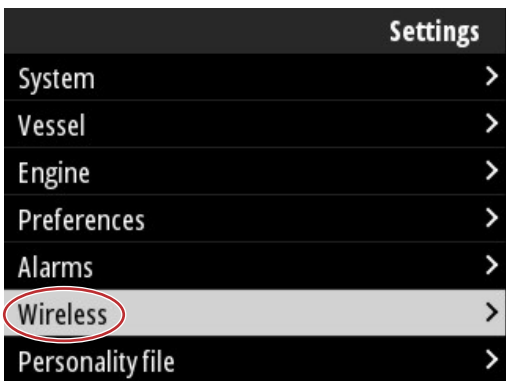 Settings
System
Vessel
Engine
Preferences
Alarms
Wireless
Personality file